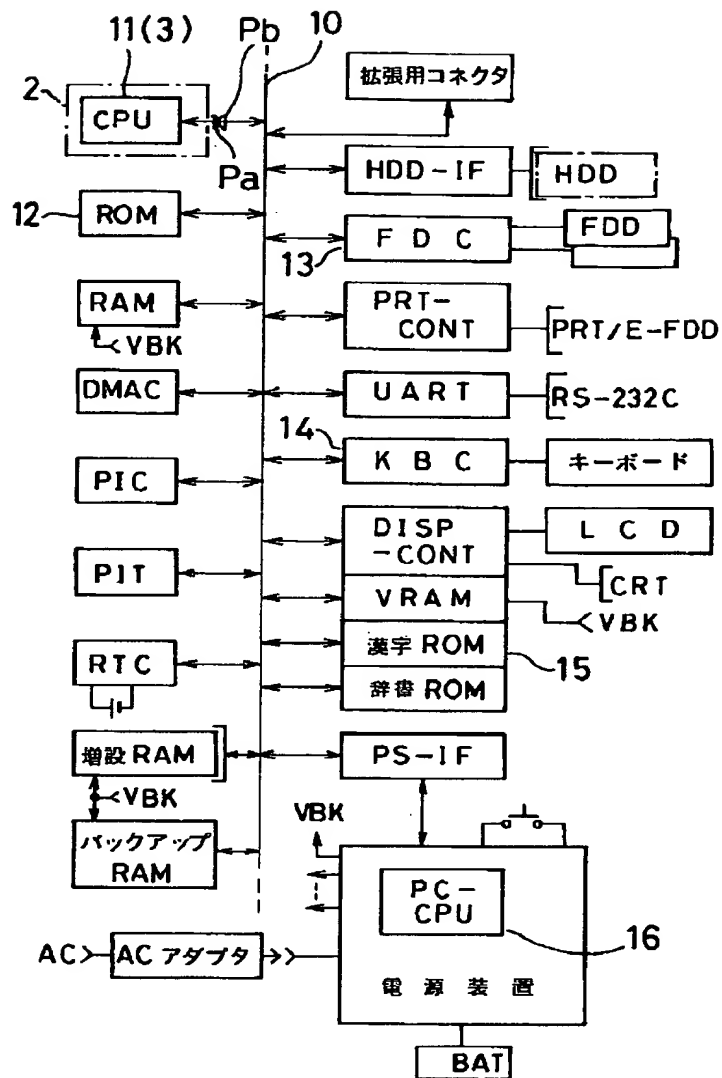 11(3)
Pb
10
2
CPU
Pa
拡張用コネクタ
HDD-IF
HDD
12
ROM
13
FDC
FDD
RAM
VBK
PRT-
CONT
PRT/E-FDD
DMAC
UART
RS-232C
14
KBC
キーボード
PIC
DISP
-CONT
LCD
CRT
PIT
VRAM
VBK
漢字 ROM
15
RTC
辞書 ROM
増設 RAM
PS-IF
VBK
バックアップ
RAM
VBK
PC-
CPU
16
AC
AC アダプタ
電源装置
BAT